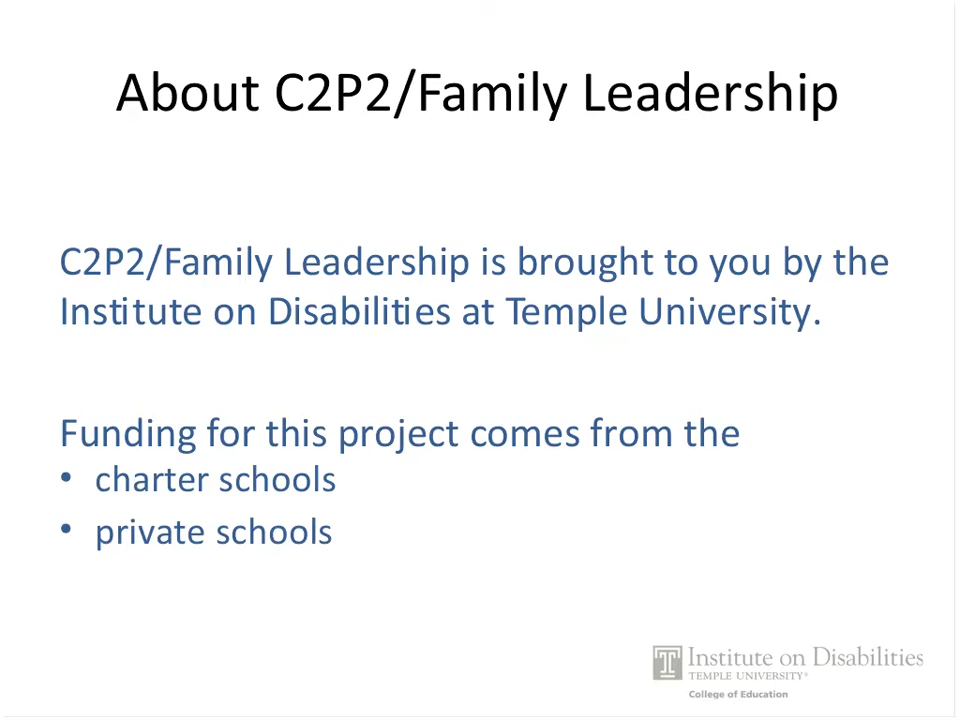 About C2P2/Family Leadership
C2P2/Family Leadership is brought to you by the
Institute on Disabilities at Temple University.
Funding for this project comes from the
• charter schools
• private schools
Institute on Disabilities
TEMPLE UNIVERSITY®
College of Education